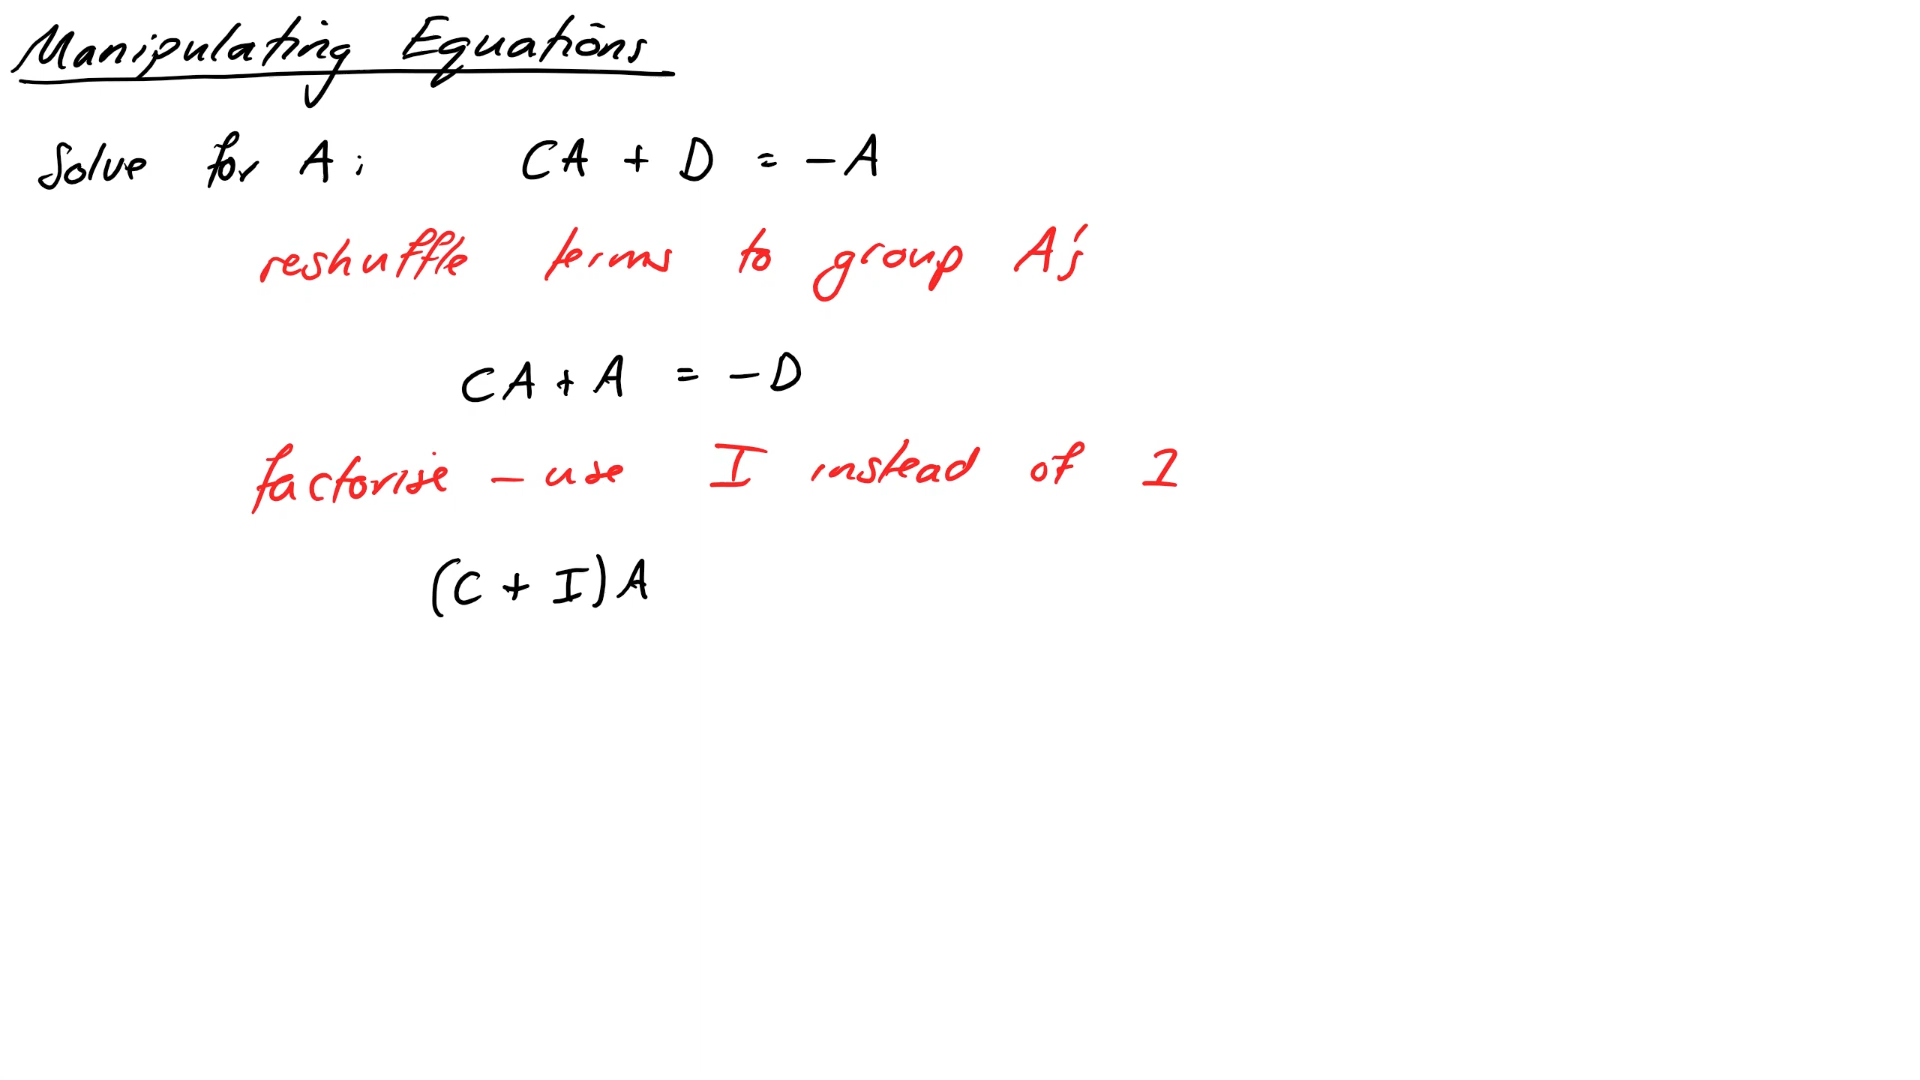 Manipulating Equations
Solve for A: CA + D = -A
reshuffle terms to group A's
CA + A = -D
factorise - use I instead of 1
(C + I)A